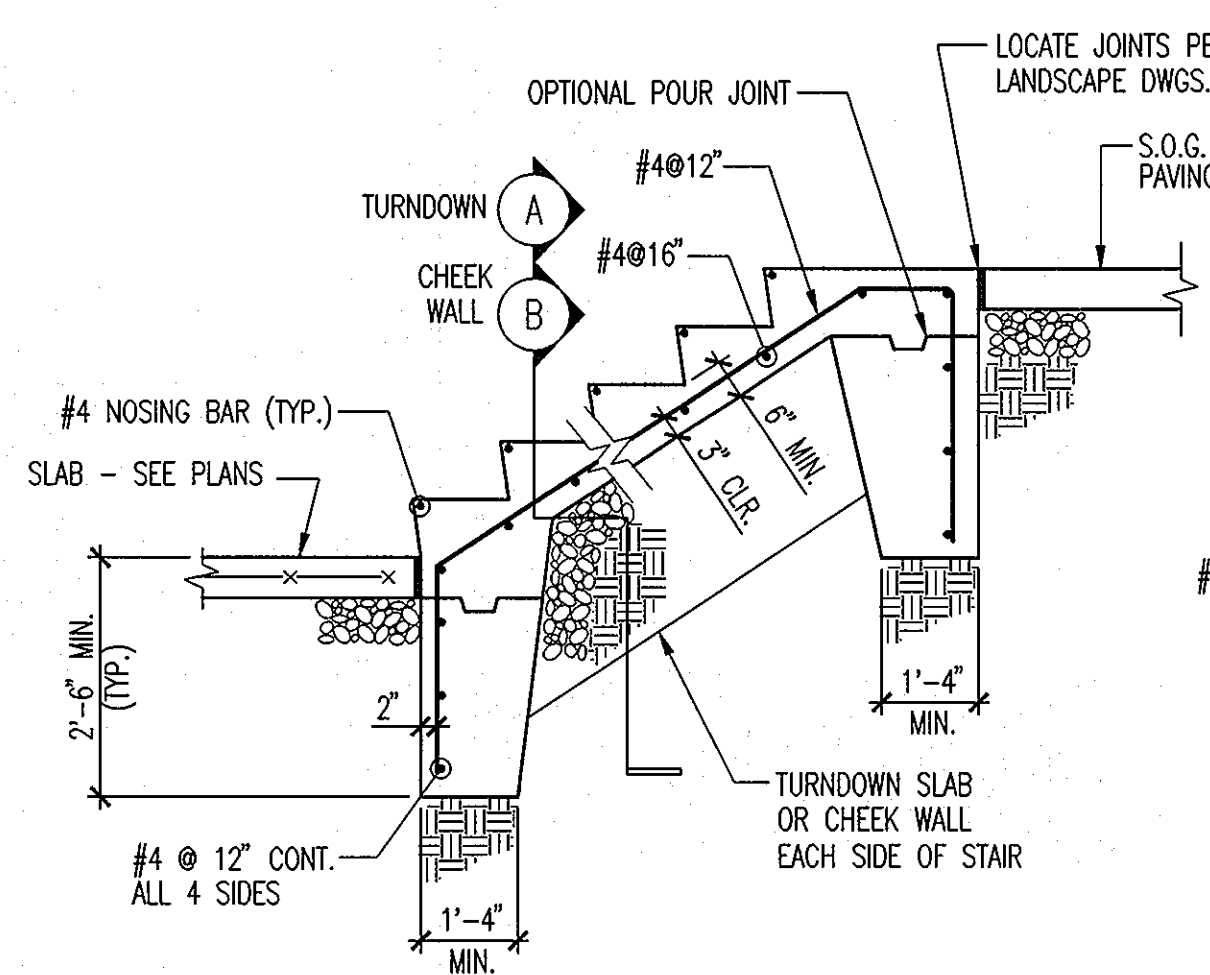 LOCATE JOINTS PE
LANDSCAPE DWGS.
OPTIONAL POUR JOINT
S.O.G.
PAVING
#4@12"
TURNDOWN
A
#4@16"
CHEEK
WALL
B
#4 NOSING BAR (TYP.)
SLAB - SEE PLANS
6" MIN.
3" CLR.
#
2'-6" MIN.
(TYP.)
2"
1'-4"
MIN.
TURNDOWN SLAB
OR CHEEK WALL
EACH SIDE OF STAIR
#4 @ 12" CONT.
ALL 4 SIDES
1'-4"
MIN.